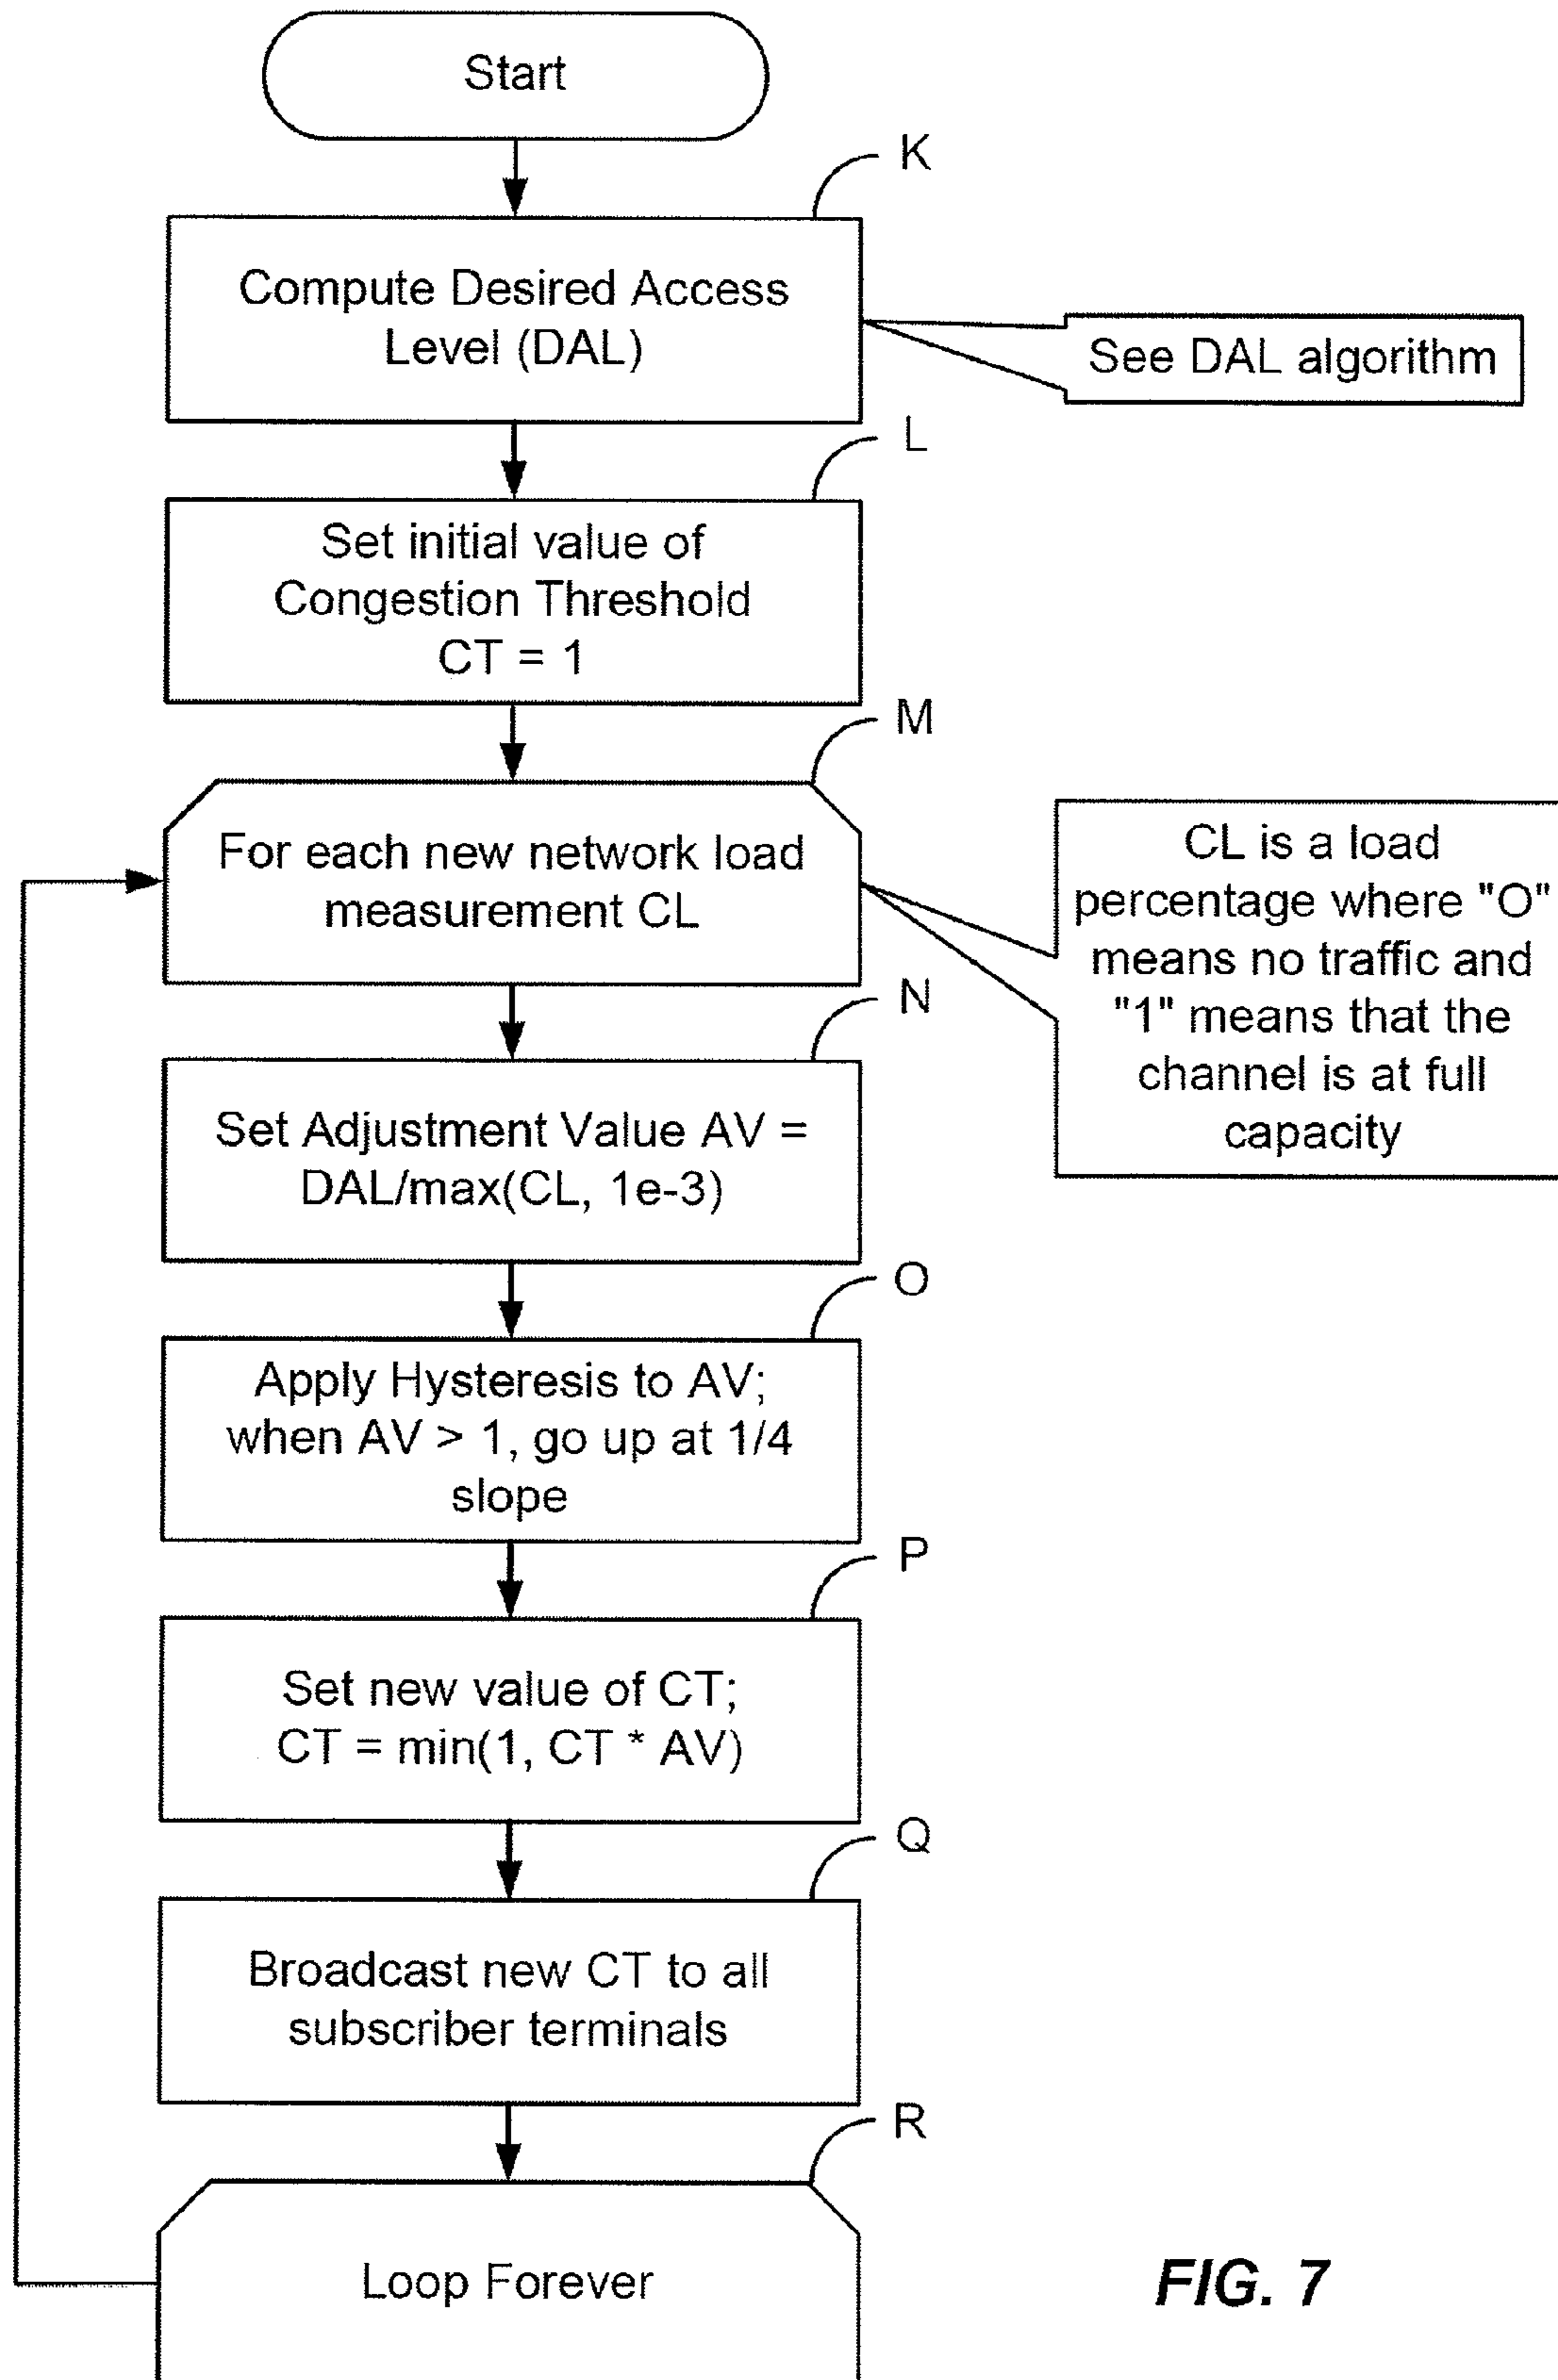 Start
K
Compute Desired Access
Level (DAL)
See DAL algorithm
L
Set initial value of
Congestion Threshold
CT = 1
M
For each new network load
measurement CL
CL is a load
percentage where "O"
means no traffic and
"1" means that the
channel is at full
capacity
N
Set Adjustment Value AV =
DAL/max(CL, 1e-3)
O
Apply Hysteresis to AV;
when AV > 1, go up at 1/4
slope
P
Set new value of CT;
CT = min(1, CT * AV)
Q
Broadcast new CT to all
subscriber terminals
R
Loop Forever
FIG. 7